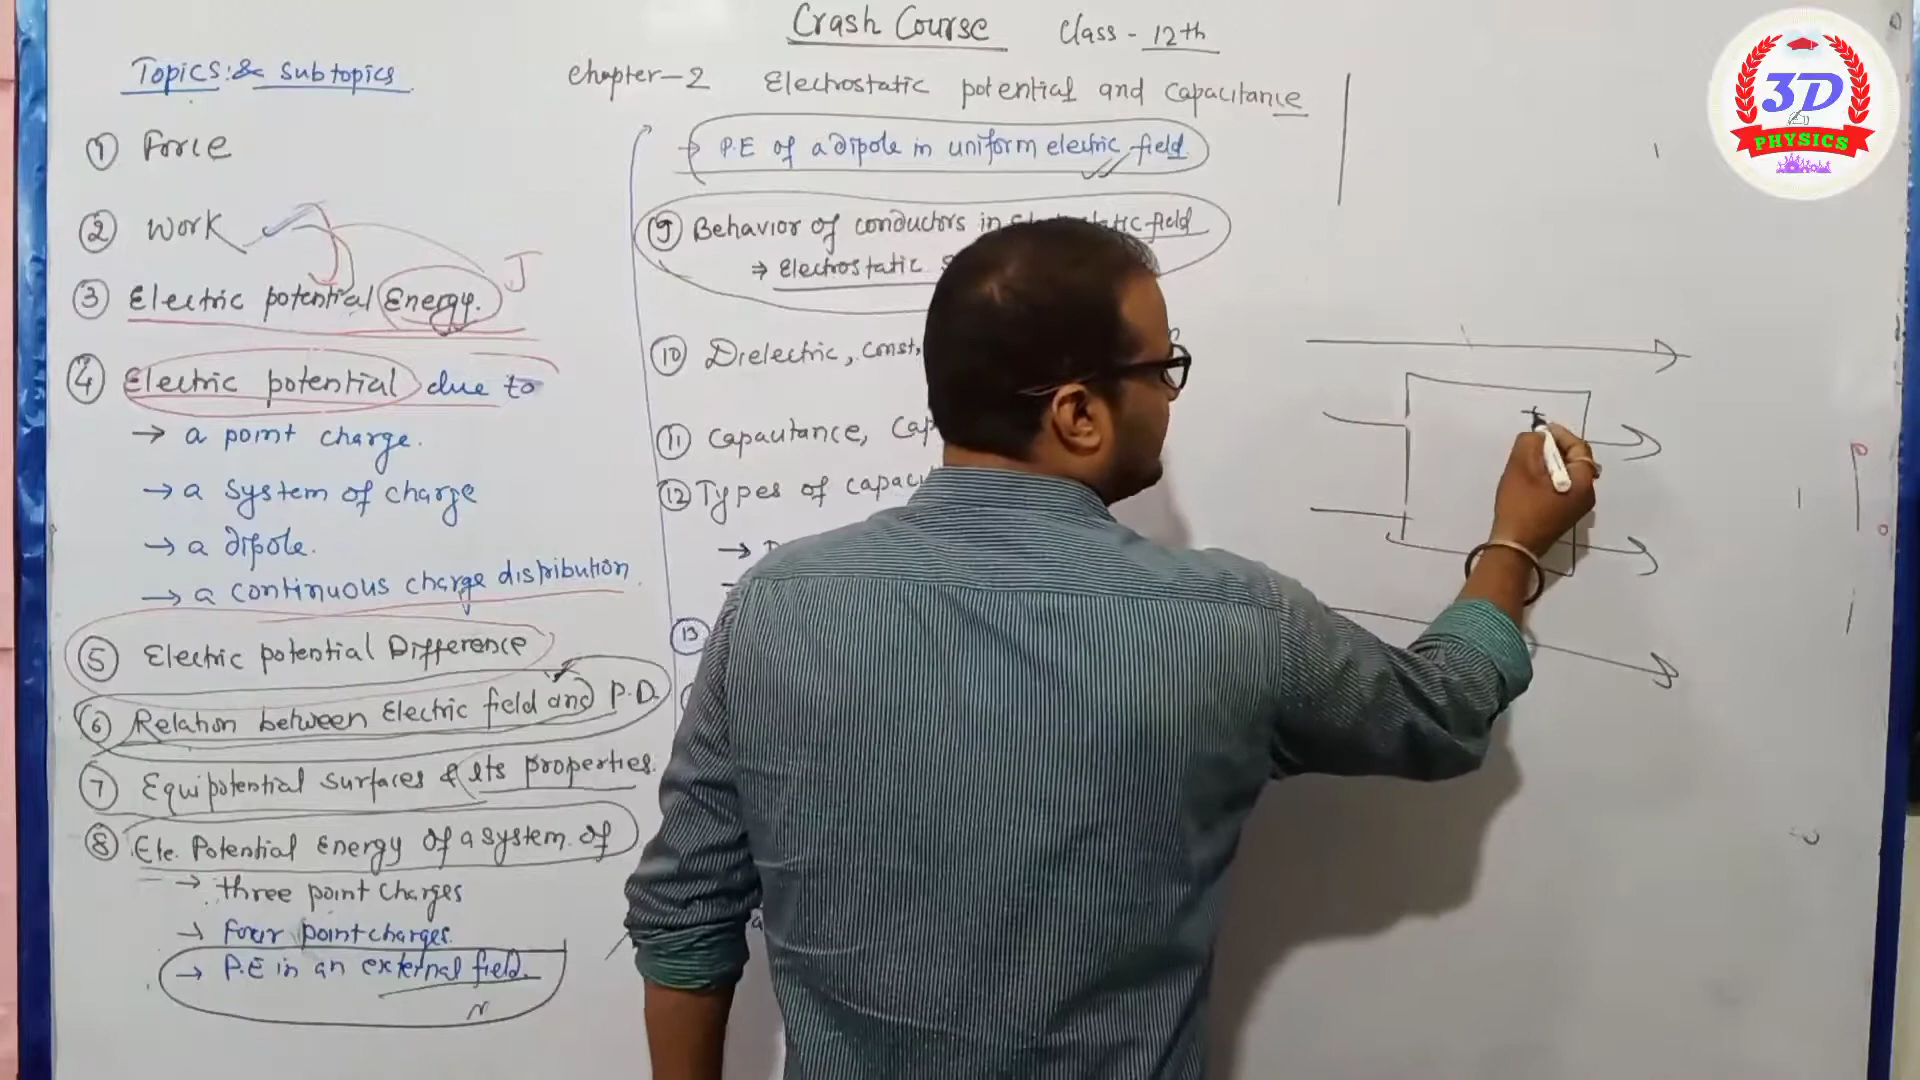 Crash Course Class - 12th
Topics:& Subtopics
Chapter-2 Electrostatic potential and Capacitance
① Force
② Work
③ Electric potential Energy. J
④ Electric potential due to
→ a point charge.
→ a system of charge
→ a dipole.
→ a continuous charge distribution
⑤ Electric potential Difference
⑥ Relation between Electric field and P.D.
⑦ Equipotential surfaces & its properties.
⑧ Ele. Potential Energy of a system of
→ three point charges
→ four point charges.
→ P.E in an external field.
→ P.E of a dipole in uniform electric field.
⑨ Behavior of conductors in field
⇒ Electrostatic
⑩ Dielectric, Const,
⑪ Capacitance,
⑫ Types of
⑬
3D
PHYSICS